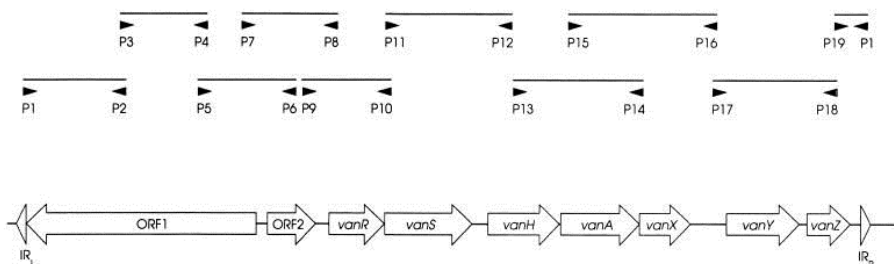 P3 P4 P7 P8 P11 P12 P15 P16 P19 P1
P1 P2 P5 P6 P9 P10 P13 P14 P17 P18
ORF1 ORF2 vanR vanS vanH vanA vanX vanY vanZ
IRL IRR